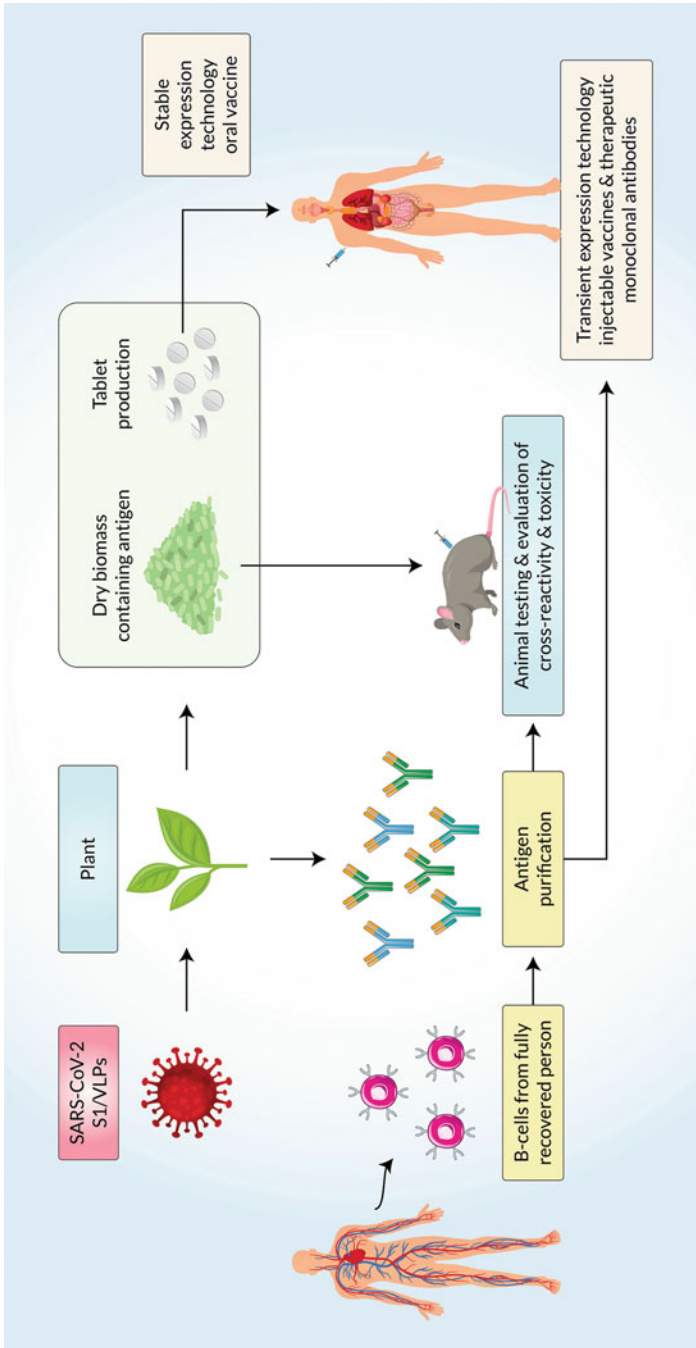 SARS-CoV-2
S1/VLPs
Plant
Dry biomass
containing antigen
Tablet
production
Stable
expression
technology
oral vaccine
B-cells from fully
recovered person
Antigen
purification
Animal testing & evaluation of
cross-reactivity & toxicity
Transient expression technology
injectable vaccines & therapeutic
monoclonal antibodies